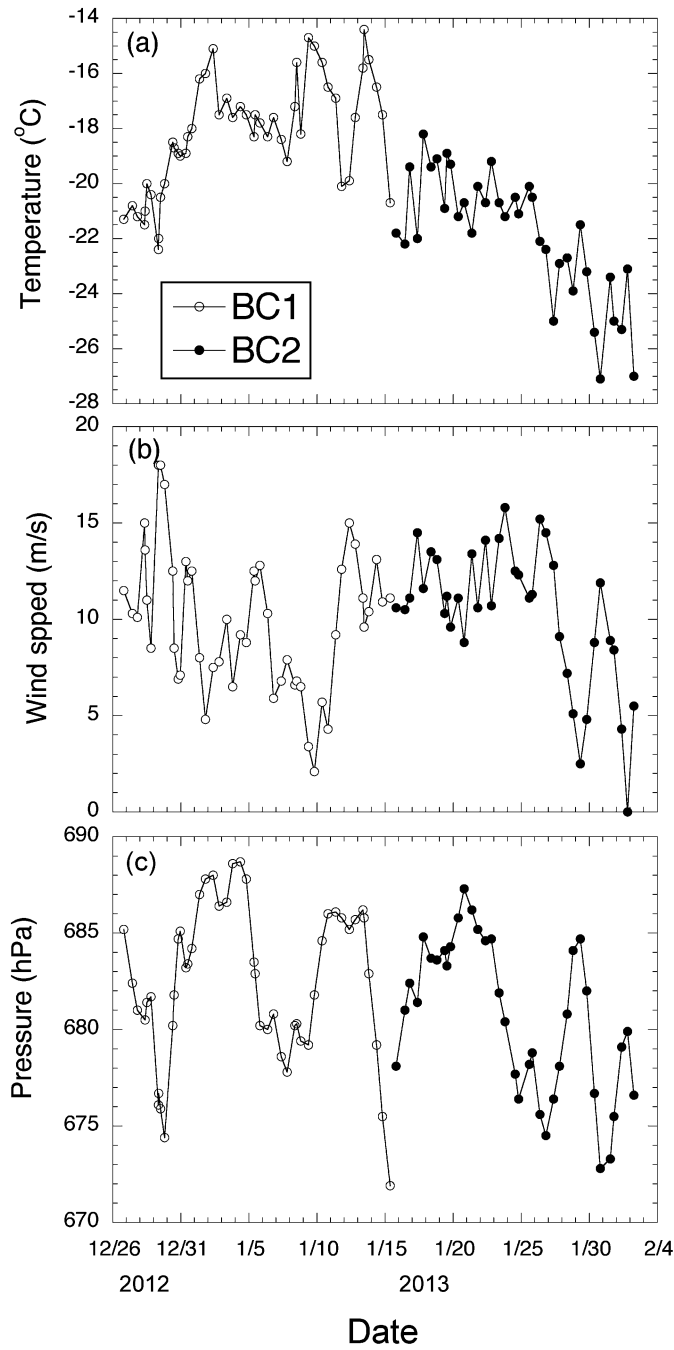 (a)
Temperature (°C)
-14
-16
-18
-20
-22
-24
-26
-28
BC1
BC2
(b)
Wind spped (m/s)
20
15
10
5
0
(c)
Pressure (hPa)
690
685
680
675
670
12/26 12/31 1/5 1/10 1/15 1/20 1/25 1/30 2/4
2012 2013
Date